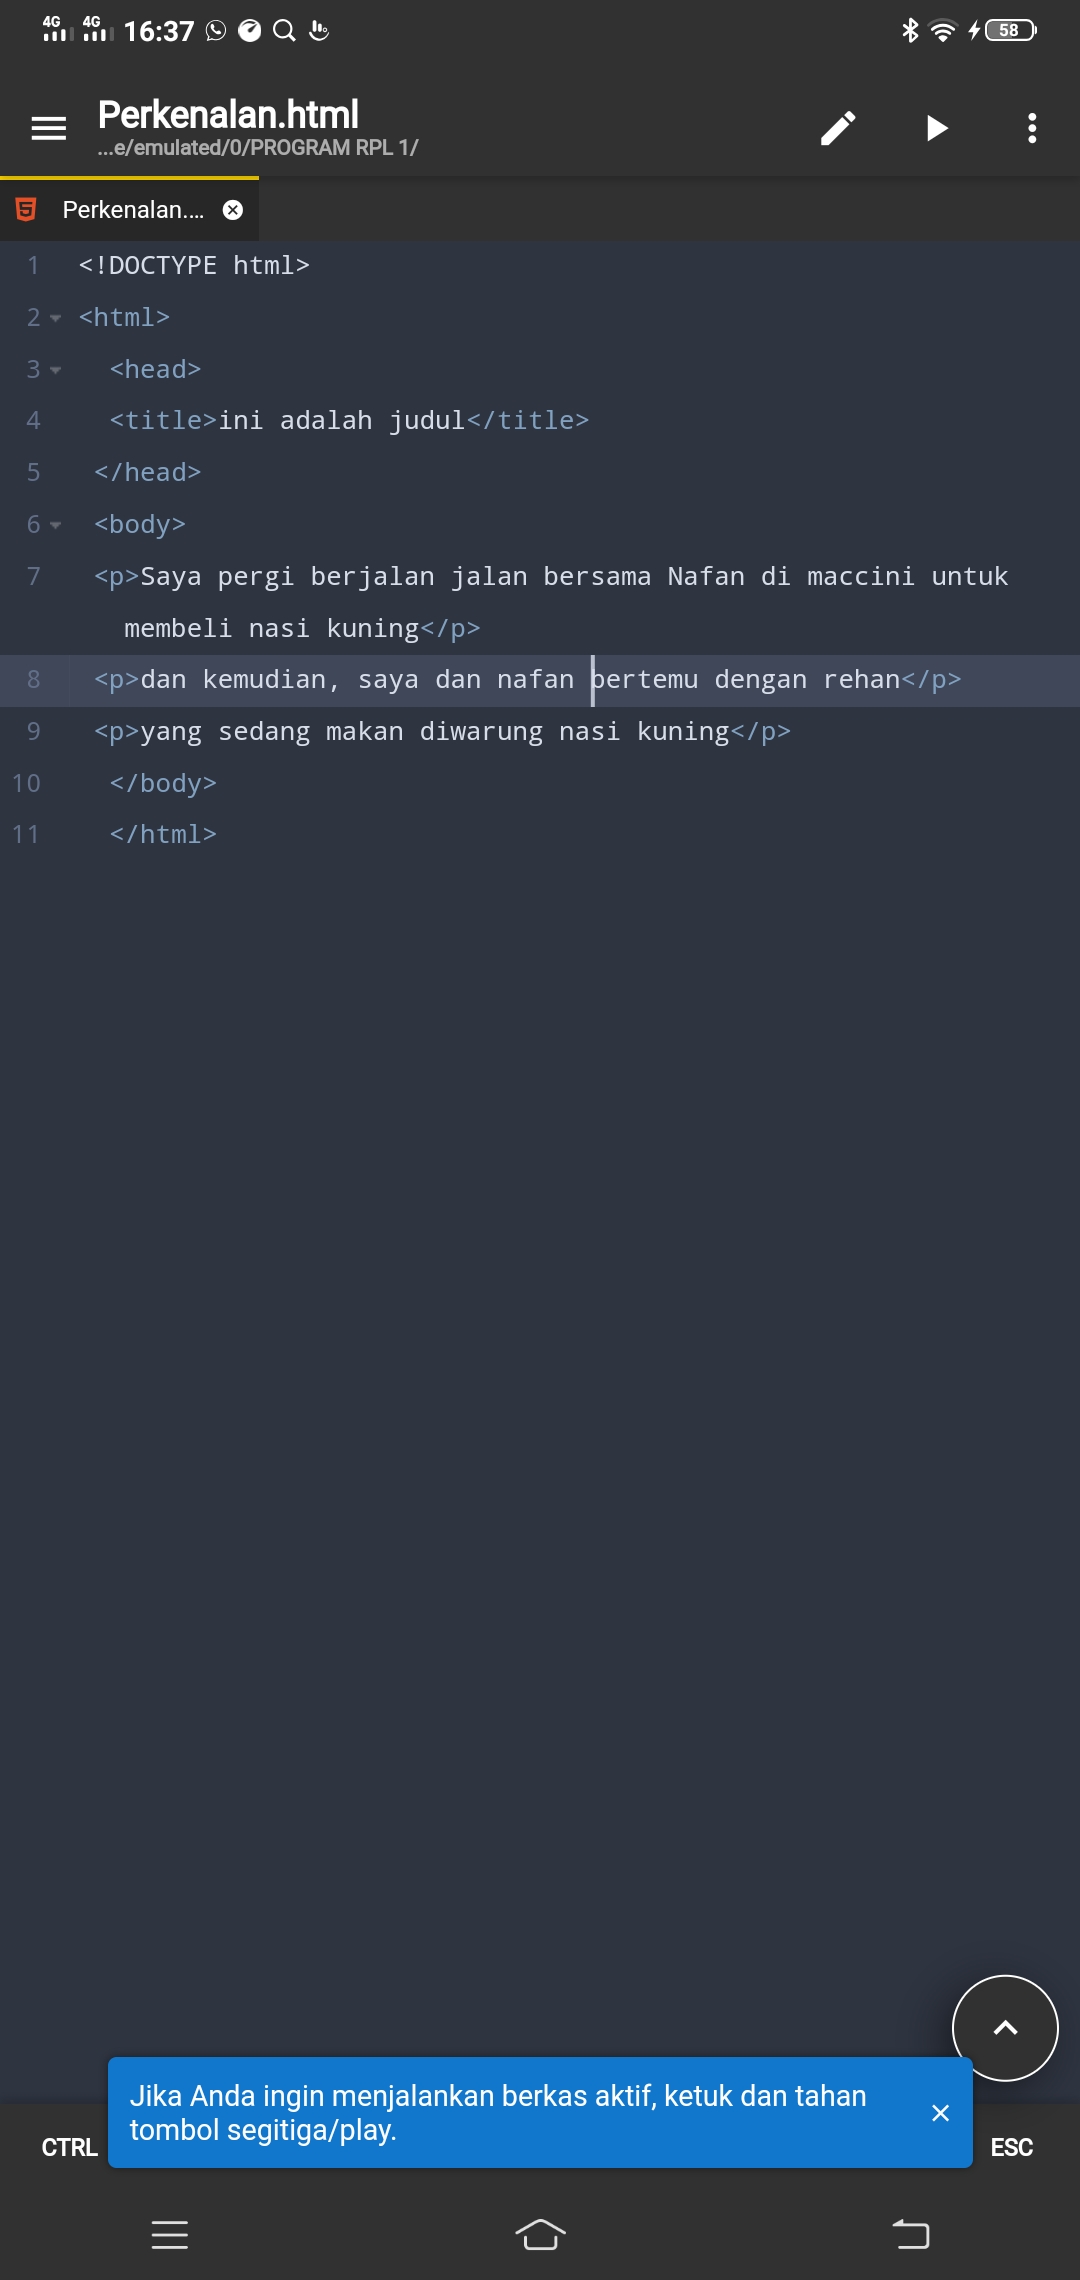 4G 4G 16:37 58
Perkenalan.html
...e/emulated/0/PROGRAM RPL 1/
Perkenalan....
1 <!DOCTYPE html>
2 <html>
3 <head>
4 <title>ini adalah judul</title>
5 </head>
6 <body>
7 <p>Saya pergi berjalan jalan bersama Nafan di maccini untuk
membeli nasi kuning</p>
8 <p>dan kemudian, saya dan nafan bertemu dengan rehan</p>
9 <p>yang sedang makan diwarung nasi kuning</p>
10 </body>
11 </html>
Jika Anda ingin menjalankan berkas aktif, ketuk dan tahan
tombol segitiga/play.
CTRL ESC